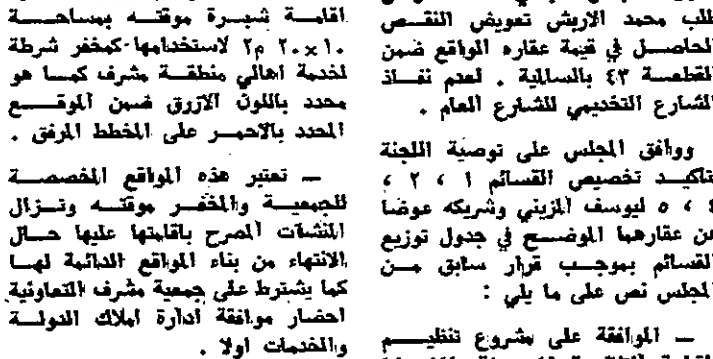 طلب محمد الاربش تعويض النقص
الحاصل في قيمة عقاره الواقع ضمن
القطعة ٤٣ بالسالمية . لعدم نفاذ
الشارع التخديمي للشارع العام .
ووافق المجلس على توصية اللجنة
تأكيد تخصيص القسائم ١ ، ٢ ،
٤ ، ٥ ليوسف المزيني وشريكه عوضا
عن عقارهما الموضح في جدول توزيع
القسائم بموجب قرار سابق من
المجلس نص على ما يلي :
— الموافقة على مشروع تنظيم
اقامة شبرة موقته بمساحة
١٠×٢٠ م٢ لاستخدامها كمخفر شرطة
لخدمة اهالي منطقة مشرف كما هو
محدد باللون الازرق ضمن الموقع
المحدد بالاحمر على المخطط المرفق .
— تعتبر هذه المواقع المخصصة
للجمعية والمخفر موقته وتزال
المنشآت المصرح باقامتها عليها حال
الانتهاء من بناء المواقع الدائمة لها
كما يشترط على جمعية مشرف التعاونية
احضار موافقة ادارة املاك الدولة
والخدمات اولا .